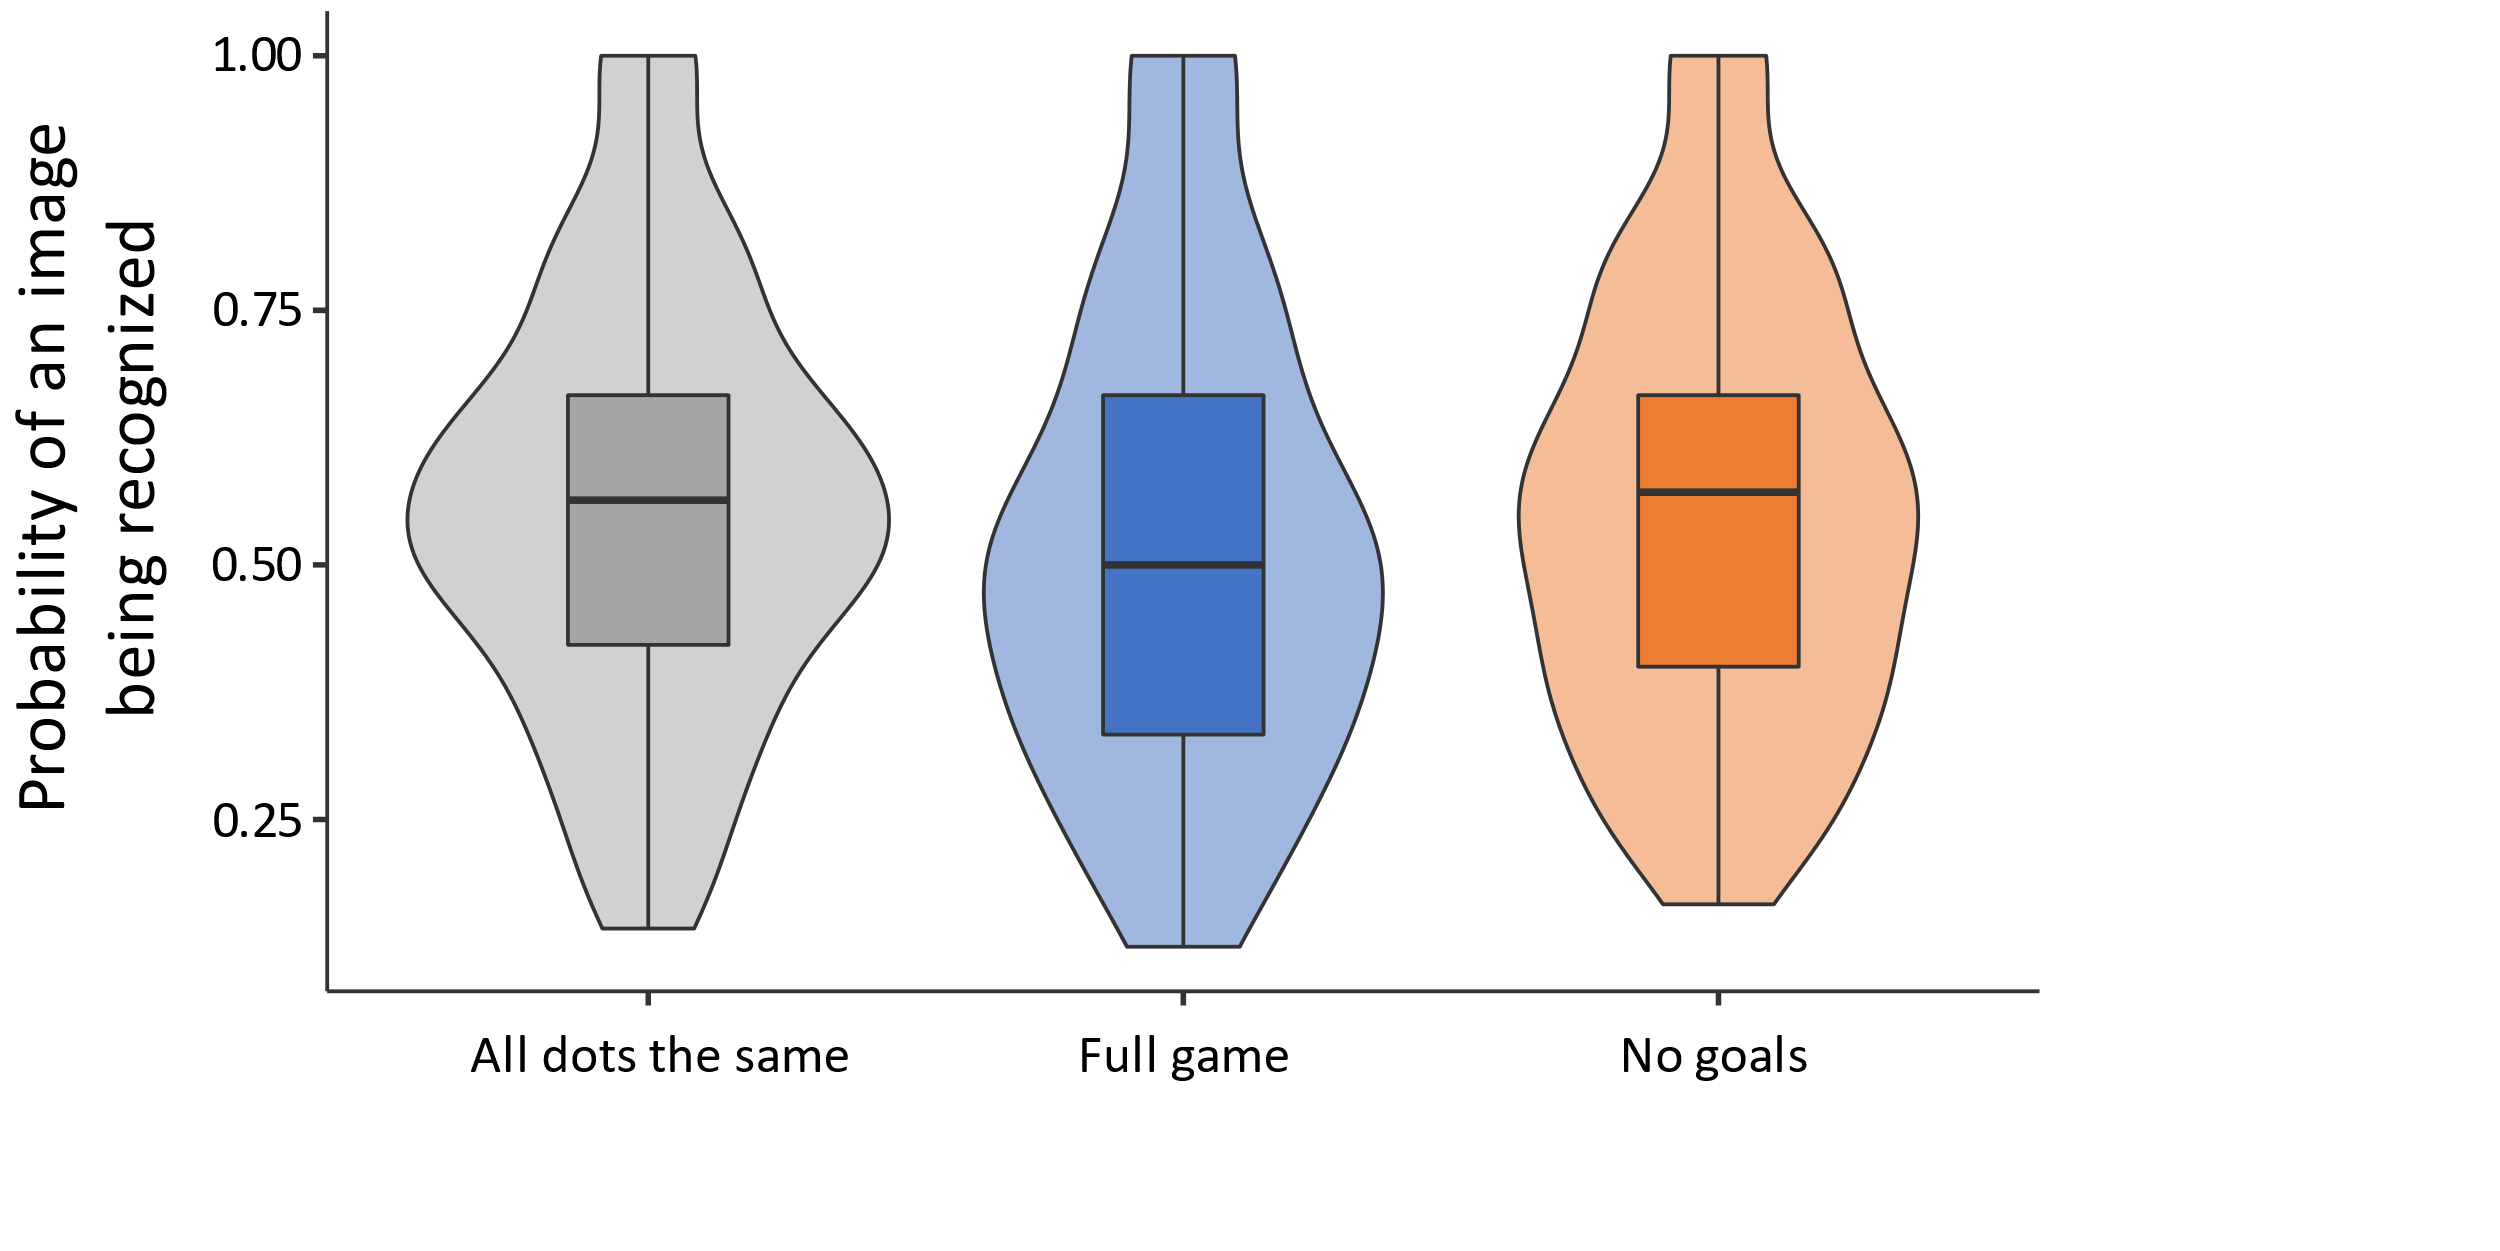 Probability of an image
being recognized
1.00
0.75
0.50
0.25
All dots the same
Full game
No goals